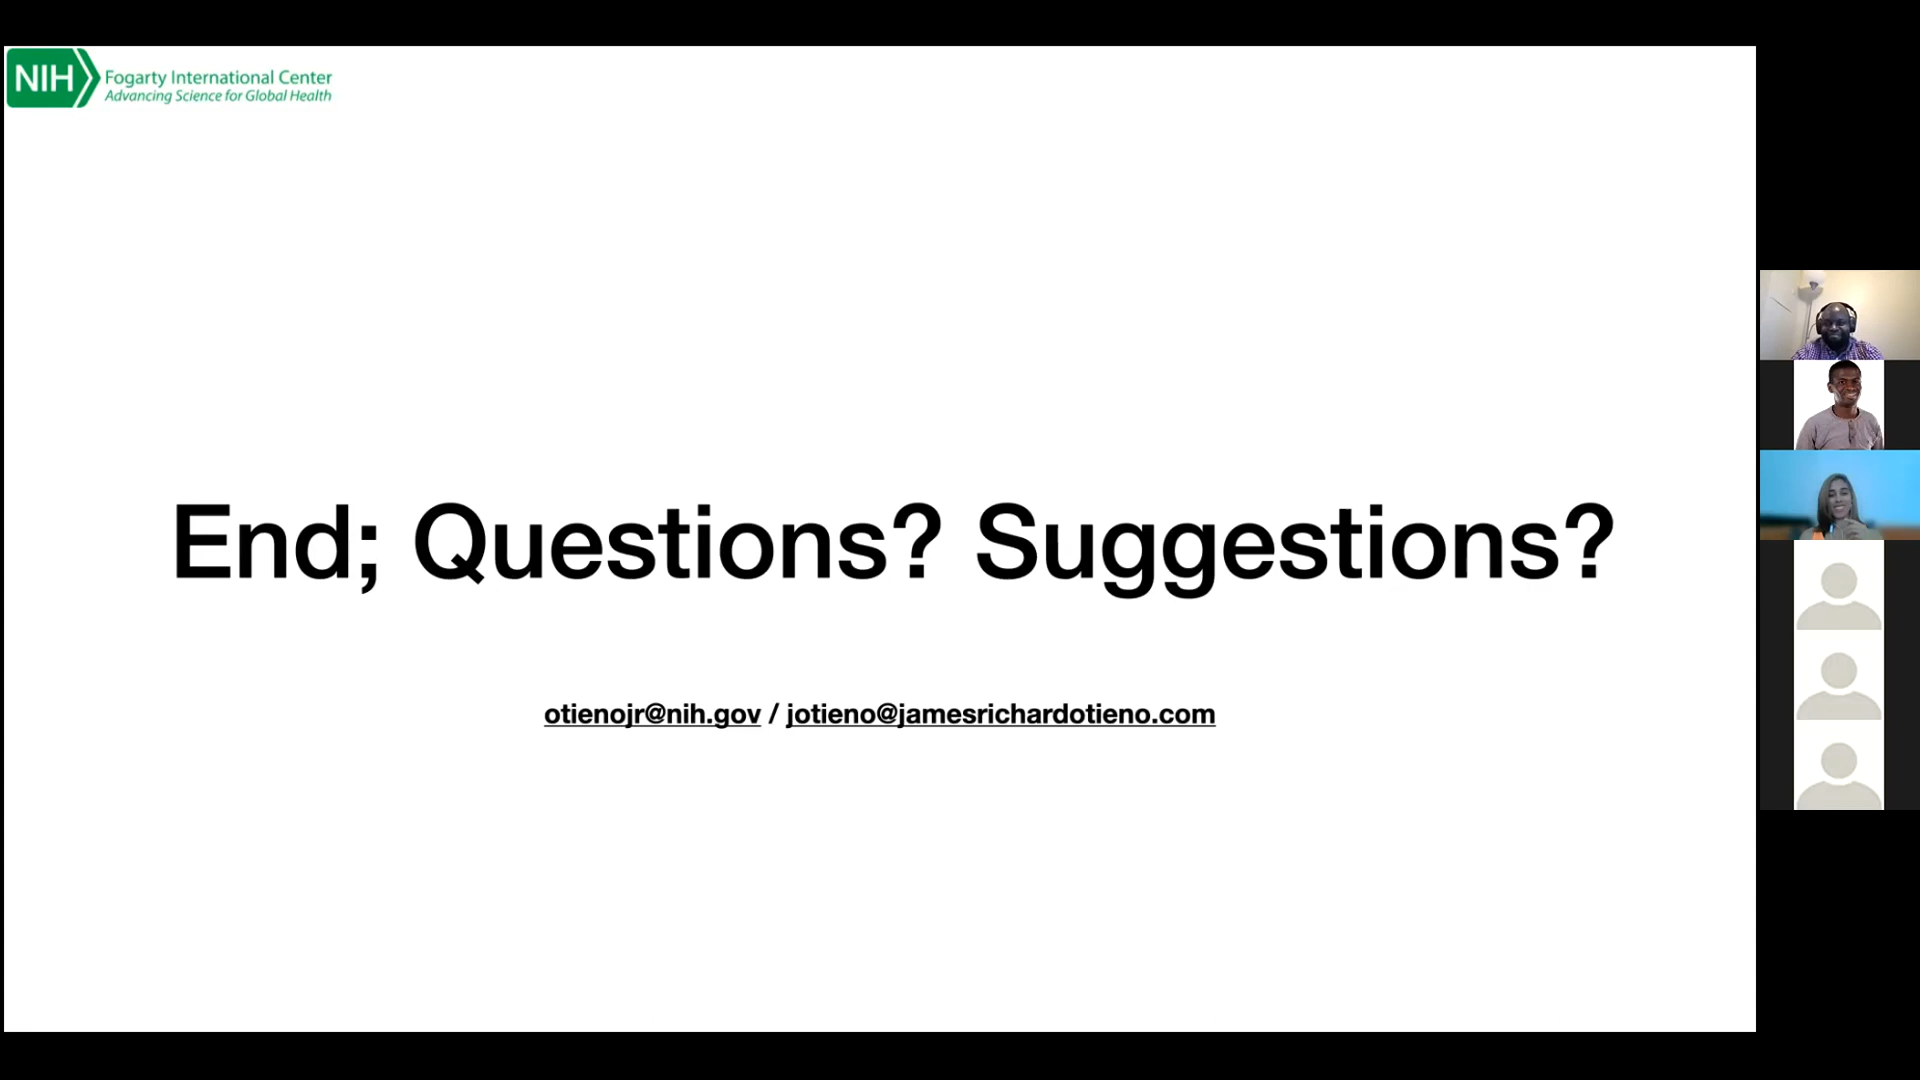 NIH
Fogarty International Center
Advancing Science for Global Health
End; Questions? Suggestions?
otienojr@nih.gov / jotieno@jamesrichardotieno.com